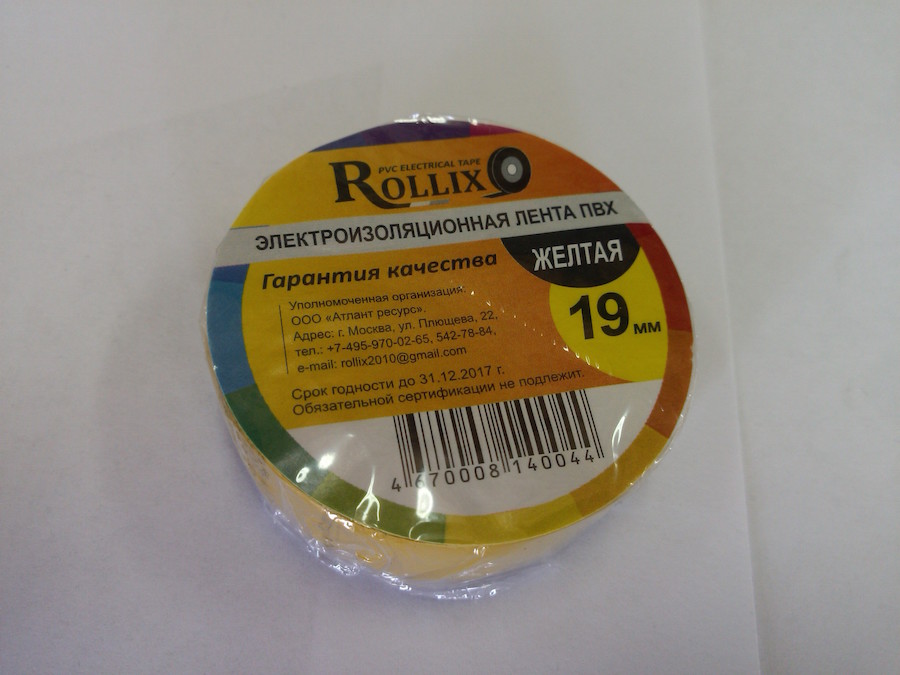 PVC ELECTRICAL TAPE
ROLLIX
ЭЛЕКТРОИЗОЛЯЦИОННАЯ ЛЕНТА ПВХ
Гарантия качества
ЖЕЛТАЯ
19 мм
Уполномоченная организация:
ООО «Атлант ресурс».
Адрес: г. Москва, ул. Плющева, 22,
тел.: +7-495-970-02-65, 542-78-84,
e-mail: rollix2010@gmail.com
Срок годности до 31.12.2017 г.
Обязательной сертификации не подлежит.
4 670008 140044